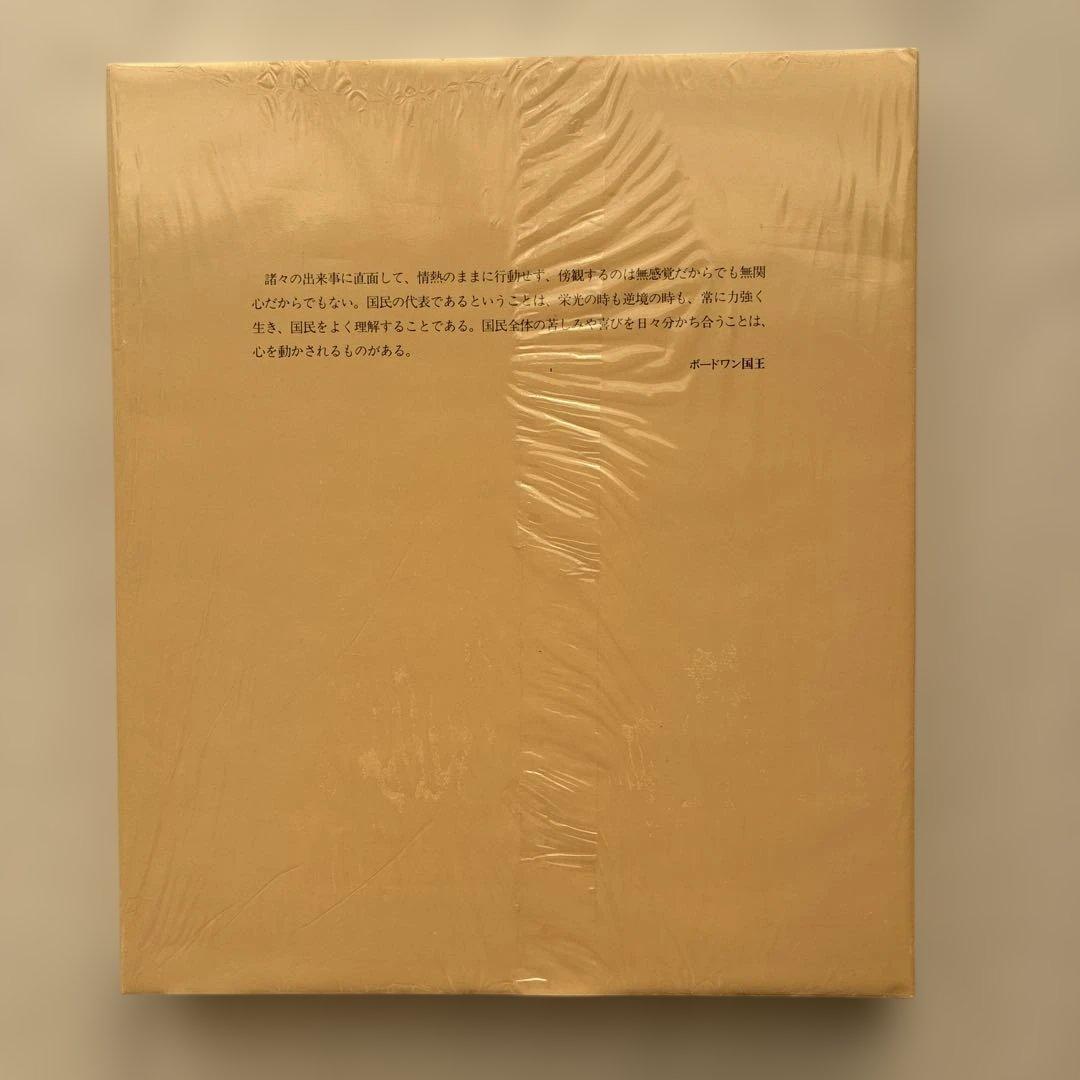 諸々の出来事に直面して、情熱のままに行動せず、傍観するのは無感覚だからでも無関
心だからでもない。国民の代表であるということは、栄光の時も逆境の時も、常に力強く
生き、国民をよく理解することである。国民全体の苦しみや喜びを日々分かち合うことは、
心を動かされるものがある。
ボードワン国王